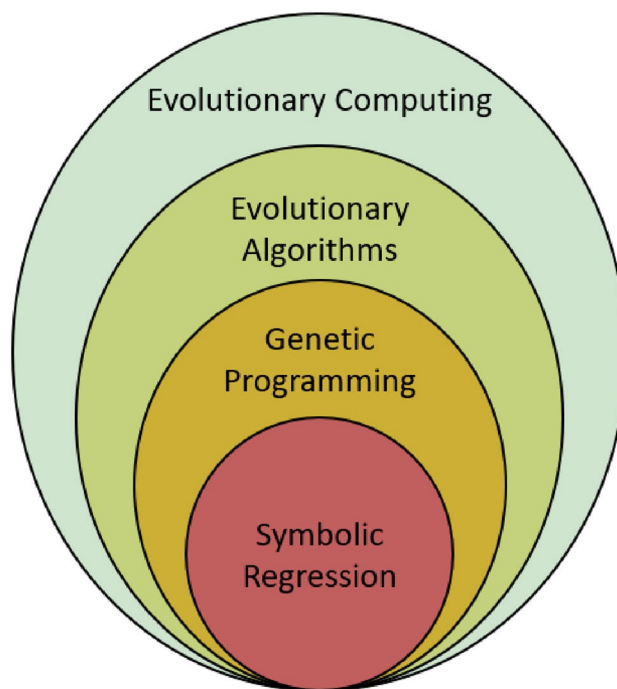 Evolutionary Computing
Evolutionary
Algorithms
Genetic
Programming
Symbolic
Regression